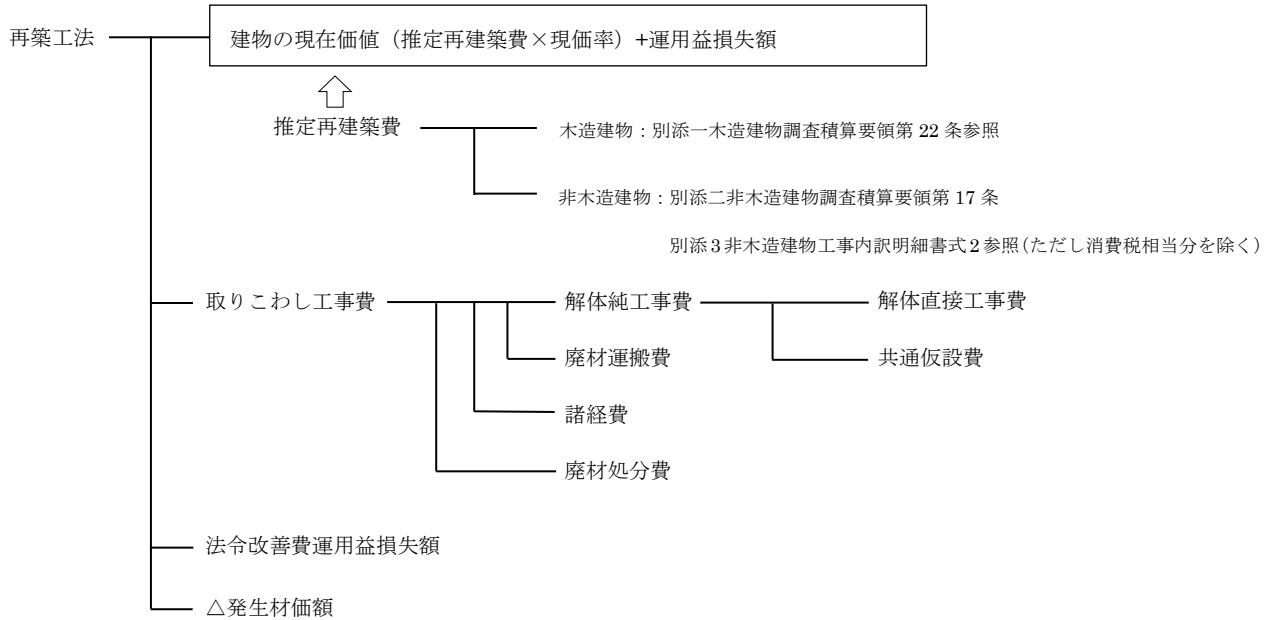 再築工法
建物の現在価値（推定再建築費×現価率）+運用益損失額
推定再建築費
木造建物：別添一木造建物調査積算要領第 22 条参照
非木造建物：別添二非木造建物調査積算要領第 17 条
別添 3 非木造建物工事内訳明細書式 2 参照（ただし消費税相当分を除く）
取りこわし工事費
解体純工事費
解体直接工事費
廃材運搬費
共通仮設費
諸経費
廃材処分費
法令改善費運用益損失額
△発生材価額